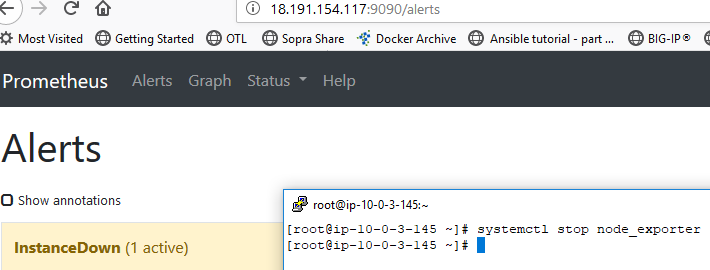 18.191.154.117:9090/alerts
Most Visited Getting Started OTL Sopra Share Docker Archive Ansible tutorial - part ... BIG-IP®
Prometheus Alerts Graph Status Help
Alerts
Show annotations
root@ip-10-0-3-145:~
[root@ip-10-0-3-145 ~]# systemctl stop node_exporter
[root@ip-10-0-3-145 ~]#
InstanceDown (1 active)